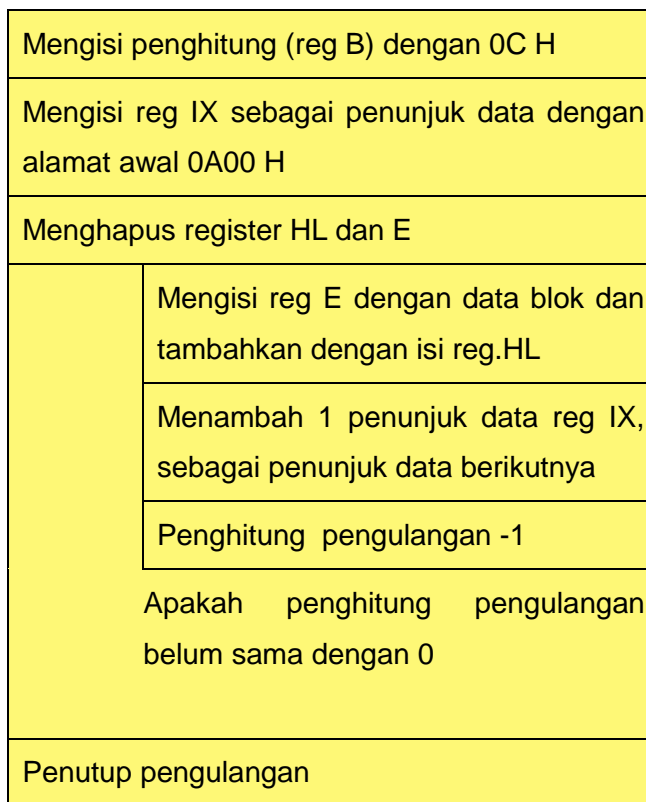 Mengisi penghitung (reg B) dengan 0C H
Mengisi reg IX sebagai penunjuk data dengan
alamat awal 0A00 H
Menghapus register HL dan E
Mengisi reg E dengan data blok dan
tambahkan dengan isi reg.HL
Menambah 1 penunjuk data reg IX,
sebagai penunjuk data berikutnya
Penghitung pengulangan -1
Apakah penghitung pengulangan
belum sama dengan 0
Penutup pengulangan